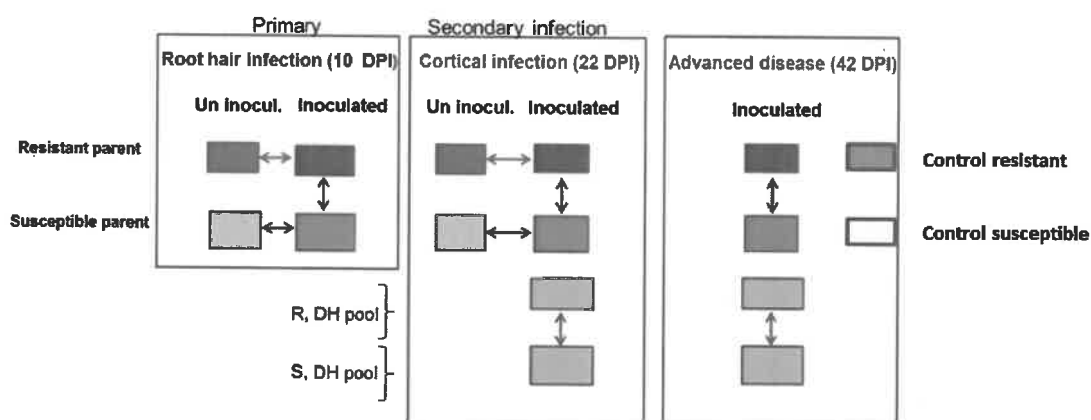 Primary
Secondary infection
Root hair infection (10 DPI)
Cortical infection (22 DPI)
Advanced disease (42 DPI)
Un inocul. Inoculated
Un inocul. Inoculated
Inoculated
Resistant parent
Control resistant
Susceptible parent
Control susceptible
R, DH pool
S, DH pool